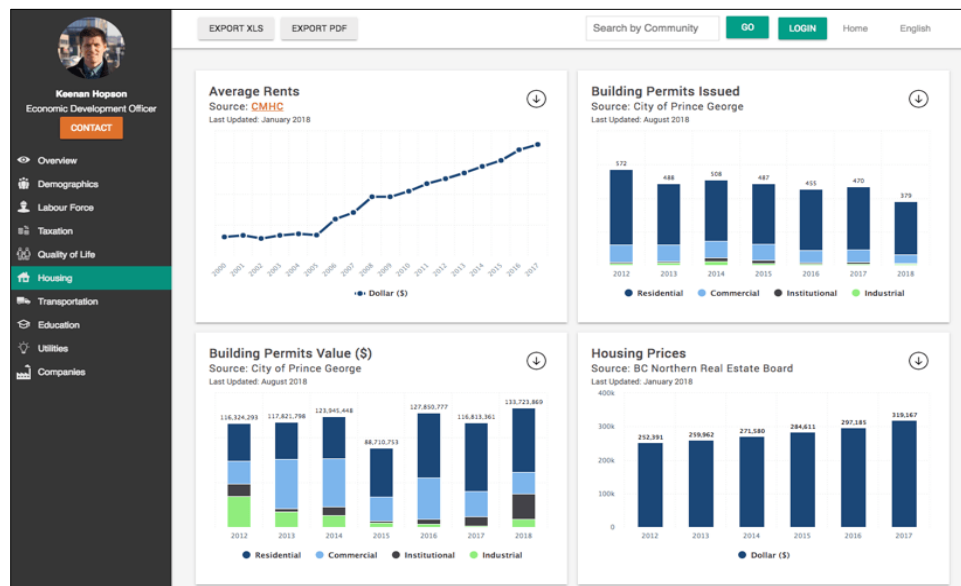 Keenan Hopson
Economic Development Officer
CONTACT
Overview
Demographics
Labour Force
Taxation
Quality of Life
Housing
Transportation
Education
Utilities
Companies
EXPORT XLS EXPORT PDF Search by Community GO LOGIN Home English
Average Rents
Source: CMHC
Last Updated: January 2018
2000 2001 2002 2003 2004 2005 2006 2007 2008 2009 2010 2011 2012 2013 2014 2015 2016 2017
Dollar ($)
Building Permits Issued
Source: City of Prince George
Last Updated: August 2018
572 488 508 487 455 470 379
2012 2013 2014 2015 2016 2017 2018
Residential Commercial Institutional Industrial
Building Permits Value ($)
Source: City of Prince George
Last Updated: August 2018
116,324,293 117,821,798 123,945,448 88,710,753 127,850,777 116,813,361 133,723,869
2012 2013 2014 2015 2016 2017 2018
Residential Commercial Institutional Industrial
Housing Prices
Source: BC Northern Real Estate Board
Last Updated: January 2018
400k
300k
200k
100k
0
252,391 259,962 271,580 284,611 297,185 319,167
2012 2013 2014 2015 2016 2017
Dollar ($)